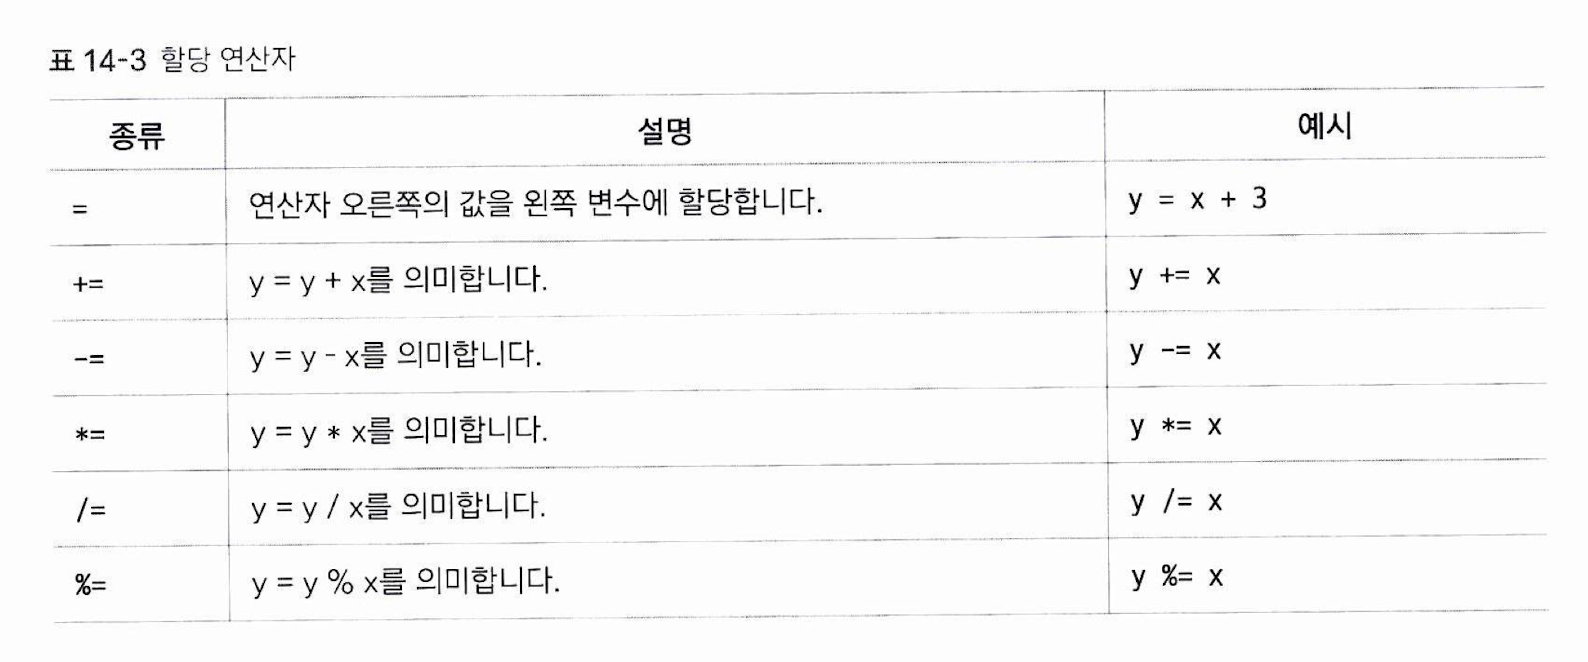 표 14-3 할당 연산자
종류 설명 예시
= 연산자 오른쪽의 값을 왼쪽 변수에 할당합니다. y = x + 3
+= y = y + x를 의미합니다. y += x
-= y = y - x를 의미합니다. y -= x
*= y = y * x를 의미합니다. y *= x
/= y = y / x를 의미합니다. y /= x
%= y = y % x를 의미합니다. y %= x